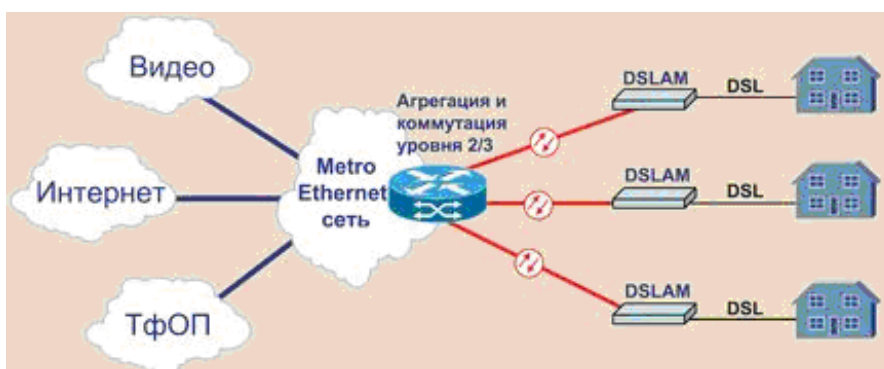 Видео
Интернет
ТфОП
Metro
Ethernet
сеть
Агрегация и
коммутация
уровня 2/3
DSLAM
DSL
DSLAM
DSL
DSLAM
DSL